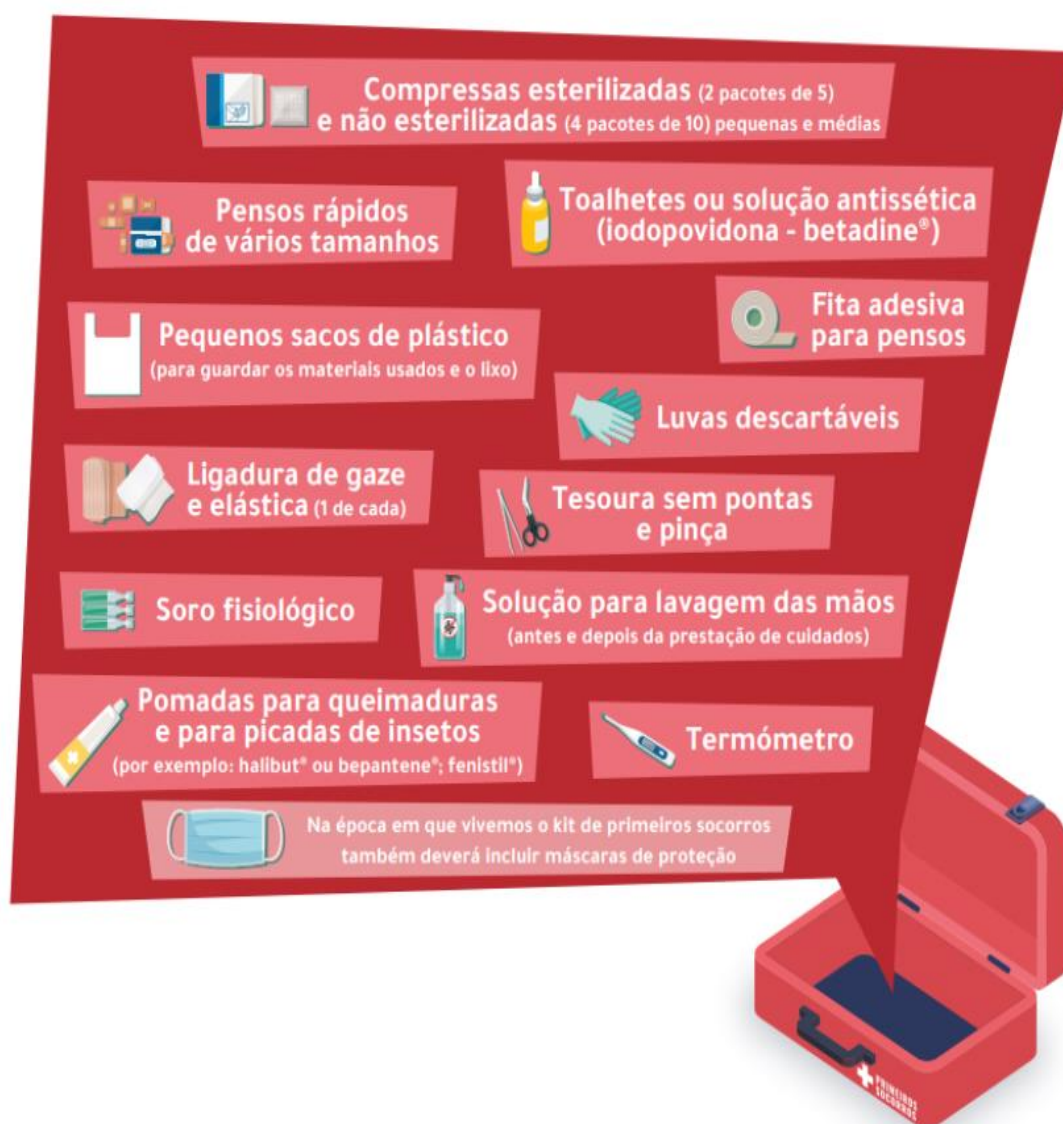 Compressas esterilizadas (2 pacotes de 5)
e não esterilizadas (4 pacotes de 10) pequenas e médias
Pensos rápidos
de vários tamanhos
Toalhetes ou solução antissética
(iodopovidona - betadine®)
Pequenos sacos de plástico
(para guardar os materiais usados e o lixo)
Fita adesiva
para pensos
Luvas descartáveis
Ligadura de gaze
e elástica (1 de cada)
Tesoura sem pontas
e pinça
Soro fisiológico
Solução para lavagem das mãos
(antes e depois da prestação de cuidados)
Pomadas para queimaduras
e para picadas de insetos
(por exemplo: halibut® ou bepantene®; fenistil®)
Termómetro
Na época em que vivemos o kit de primeiros socorros
também deverá incluir máscaras de proteção
PRIMEIROS
SOCORROS